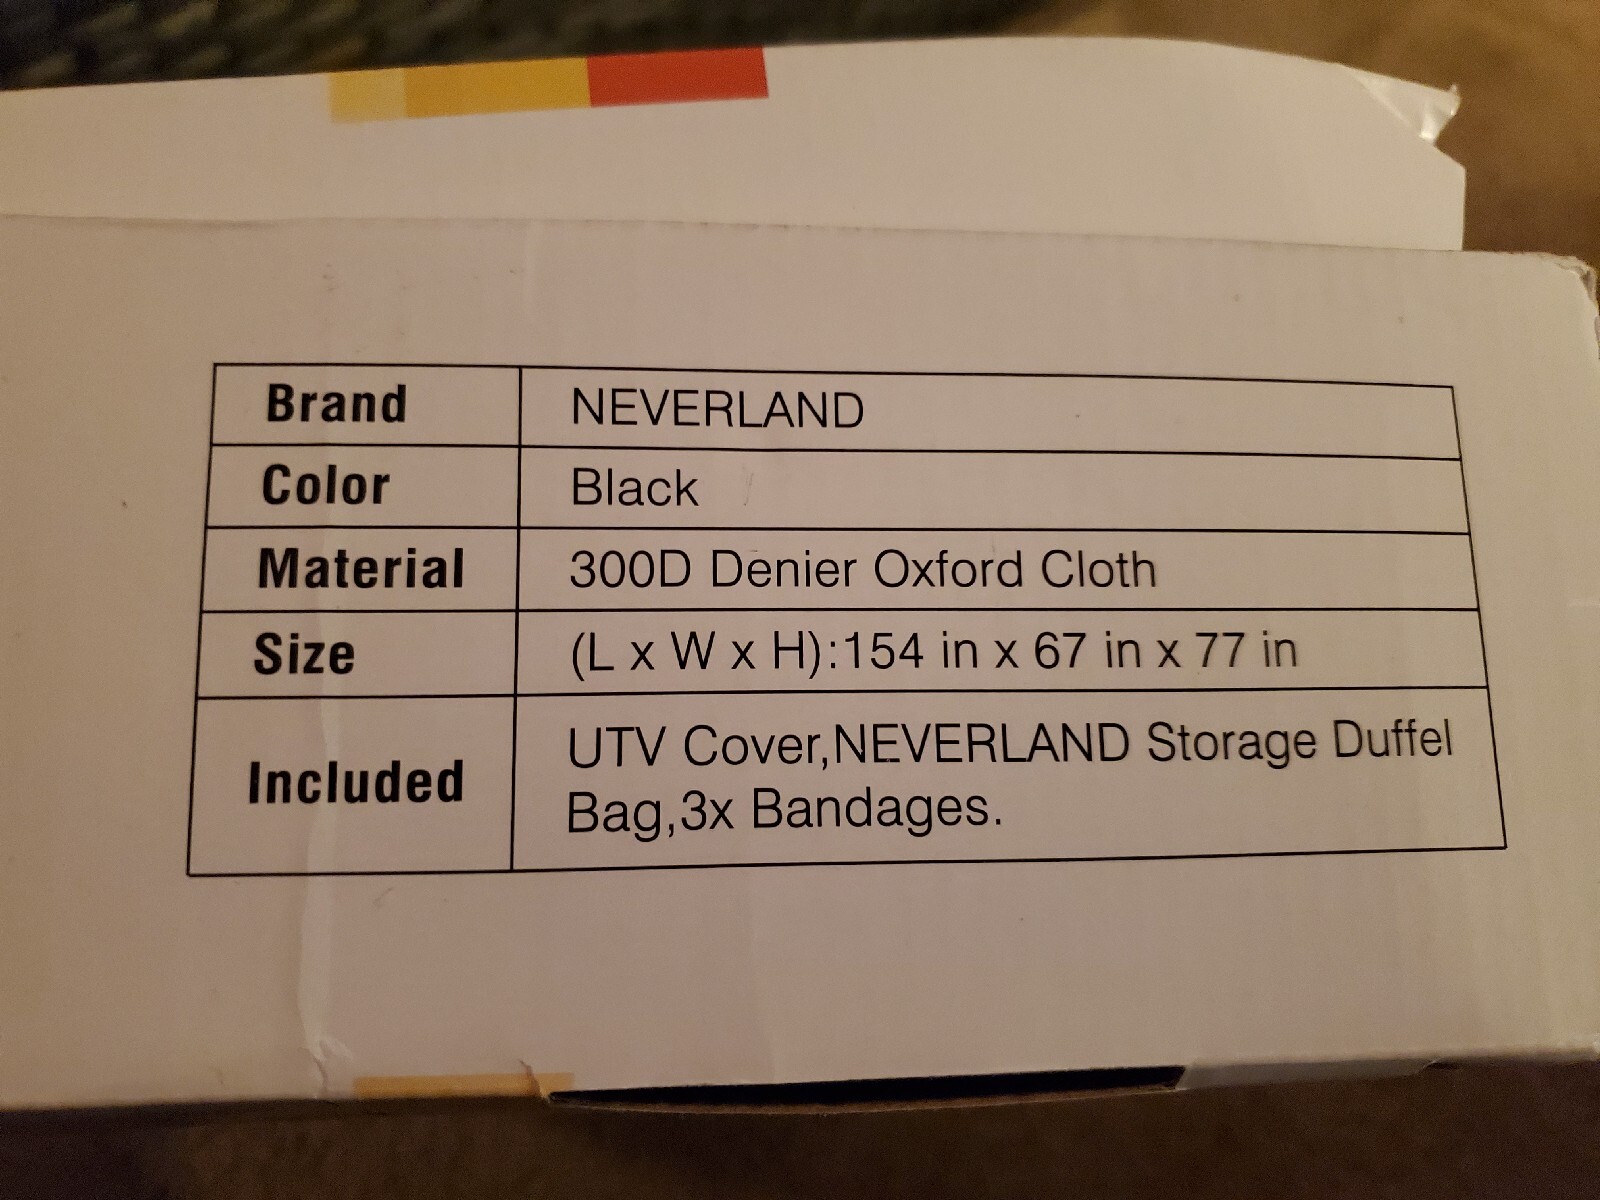 Brand NEVERLAND
Color Black
Material 300D Denier Oxford Cloth
Size (L x W x H):154 in x 67 in x 77 in
Included UTV Cover,NEVERLAND Storage Duffel
Bag,3x Bandages.